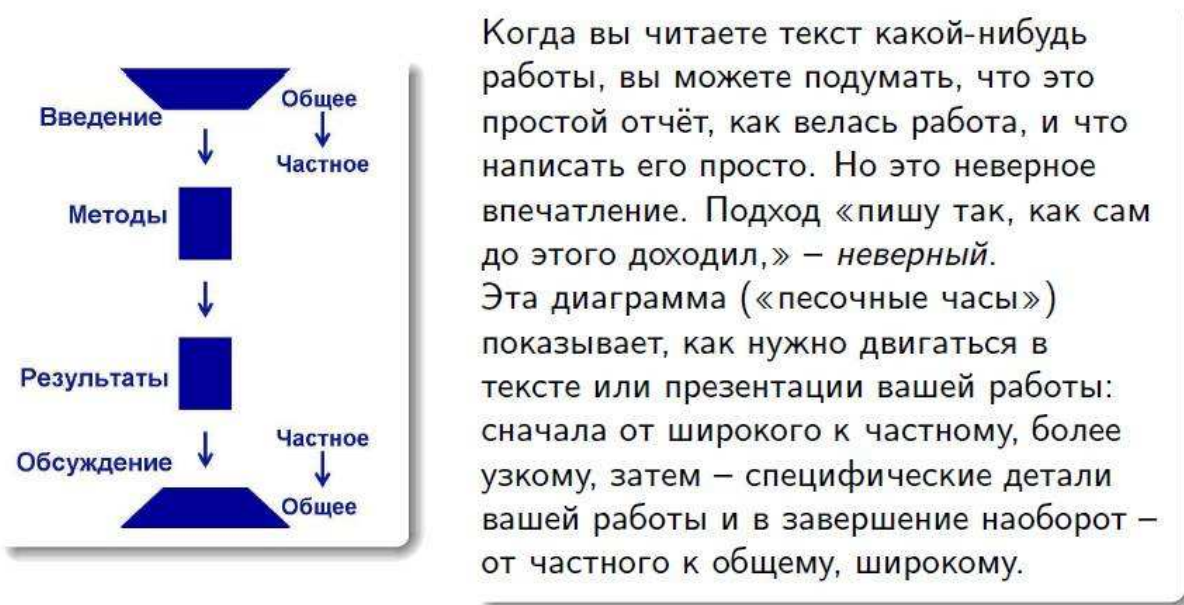 Введение
Общее
Частное
Методы
Результаты
Обсуждение
Частное
Общее
Когда вы читаете текст какой-нибудь
работы, вы можете подумать, что это
простой отчёт, как велась работа, и что
написать его просто. Но это неверное
впечатление. Подход «пишу так, как сам
до этого доходил,» – неверный.
Эта диаграмма («песочные часы»)
показывает, как нужно двигаться в
тексте или презентации вашей работы:
сначала от широкого к частному, более
узкому, затем – специфические детали
вашей работы и в завершение наоборот –
от частного к общему, широкому.